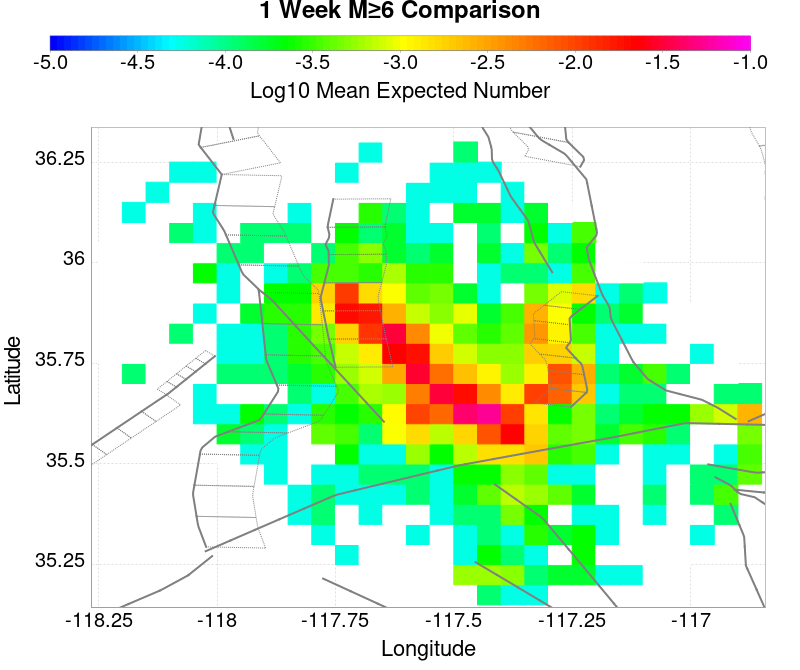 1 Week M≥6 Comparison
-5.0 -4.5 -4.0 -3.5 -3.0 -2.5 -2.0 -1.5 -1.0
Log10 Mean Expected Number
Latitude
36.25
36
35.75
35.5
35.25
-118.25 -118 -117.75 -117.5 -117.25 -117
Longitude